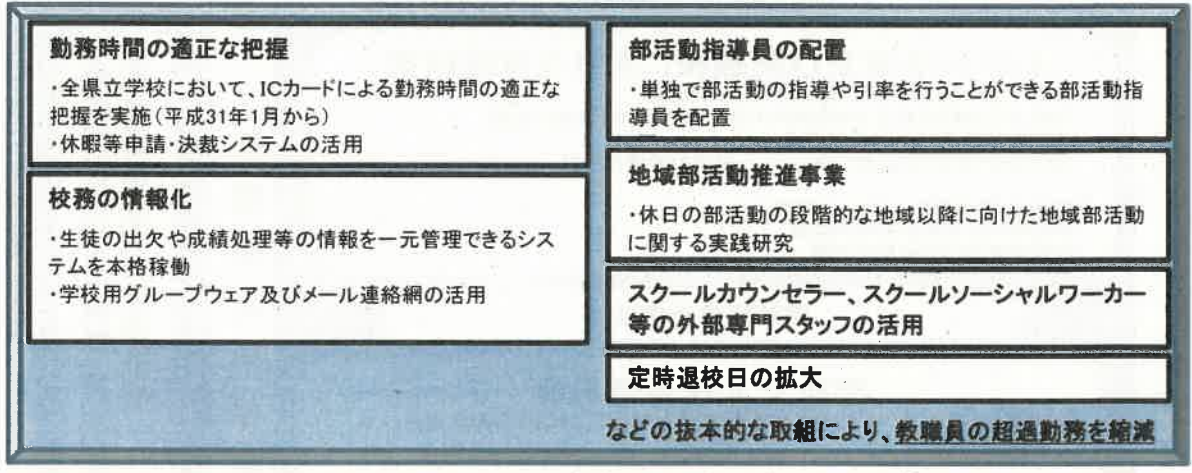 勤務時間の適正な把握
・全県立学校において、ICカードによる勤務時間の適正な
把握を実施(平成31年1月から)
・休暇等申請・決裁システムの活用
校務の情報化
・生徒の出欠や成績処理等の情報を一元管理できるシス
テムを本格稼働
・学校用グループウェア及びメール連絡網の活用
部活動指導員の配置
・単独で部活動の指導や引率を行うことができる部活動指
導員を配置
地域部活動推進事業
・休日の部活動の段階的な地域以降に向けた地域部活動
に関する実践研究
スクールカウンセラー、スクールソーシャルワーカー
等の外部専門スタッフの活用
定時退校日の拡大
などの抜本的な取組により、教職員の超過勤務を縮減